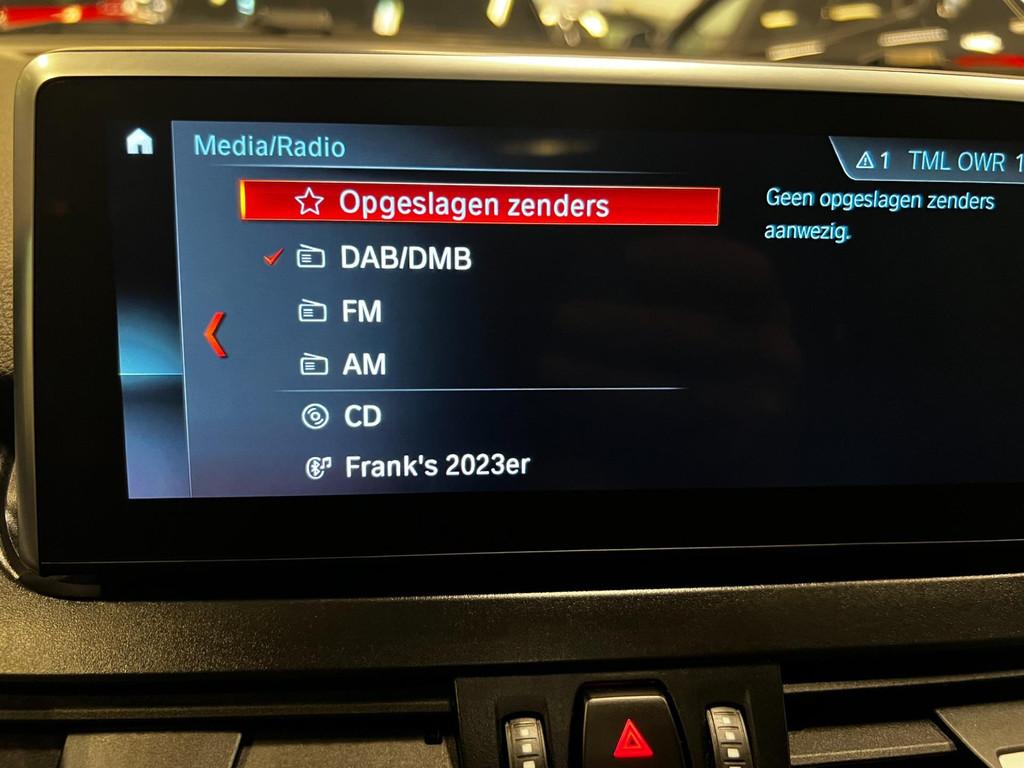 Media/Radio
1 TML OWR 1
Opgeslagen zenders
Geen opgeslagen zenders
aanwezig.
DAB/DMB
FM
AM
CD
Frank's 2023er